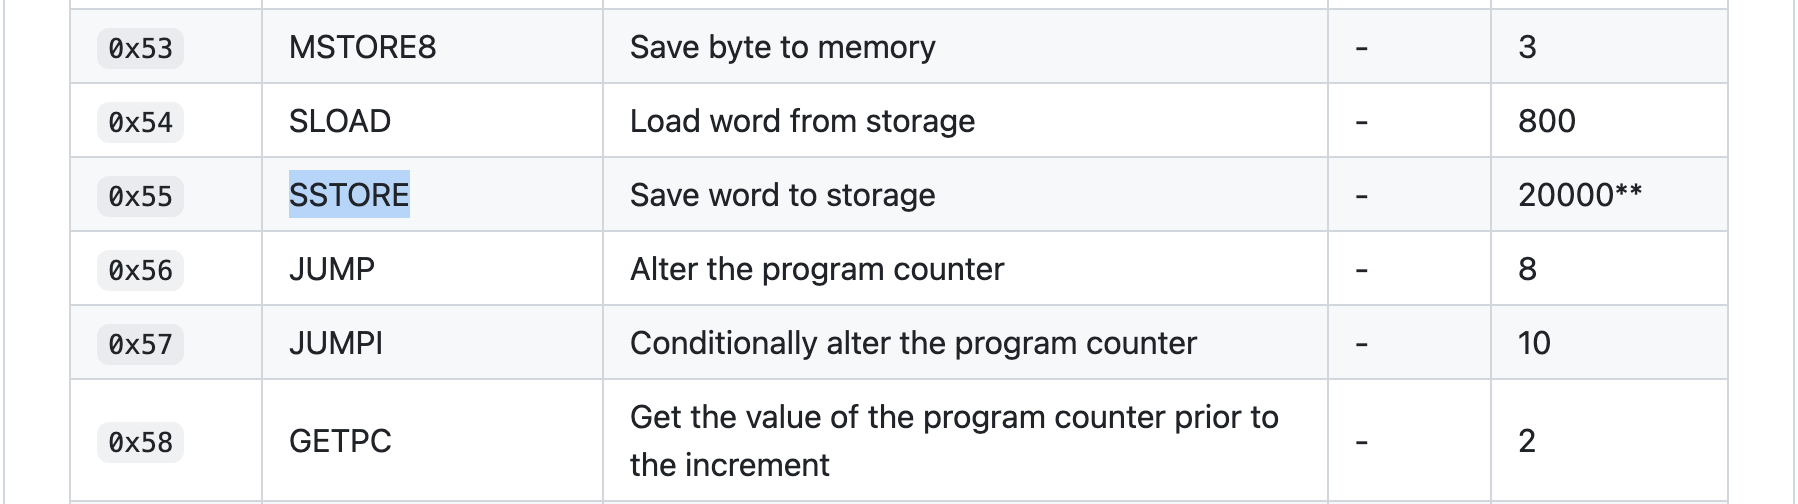 0x53 MSTORE8 Save byte to memory - 3
0x54 SLOAD Load word from storage - 800
0x55 SSTORE Save word to storage - 20000**
0x56 JUMP Alter the program counter - 8
0x57 JUMPI Conditionally alter the program counter - 10
0x58 GETPC Get the value of the program counter prior to - 2
the increment